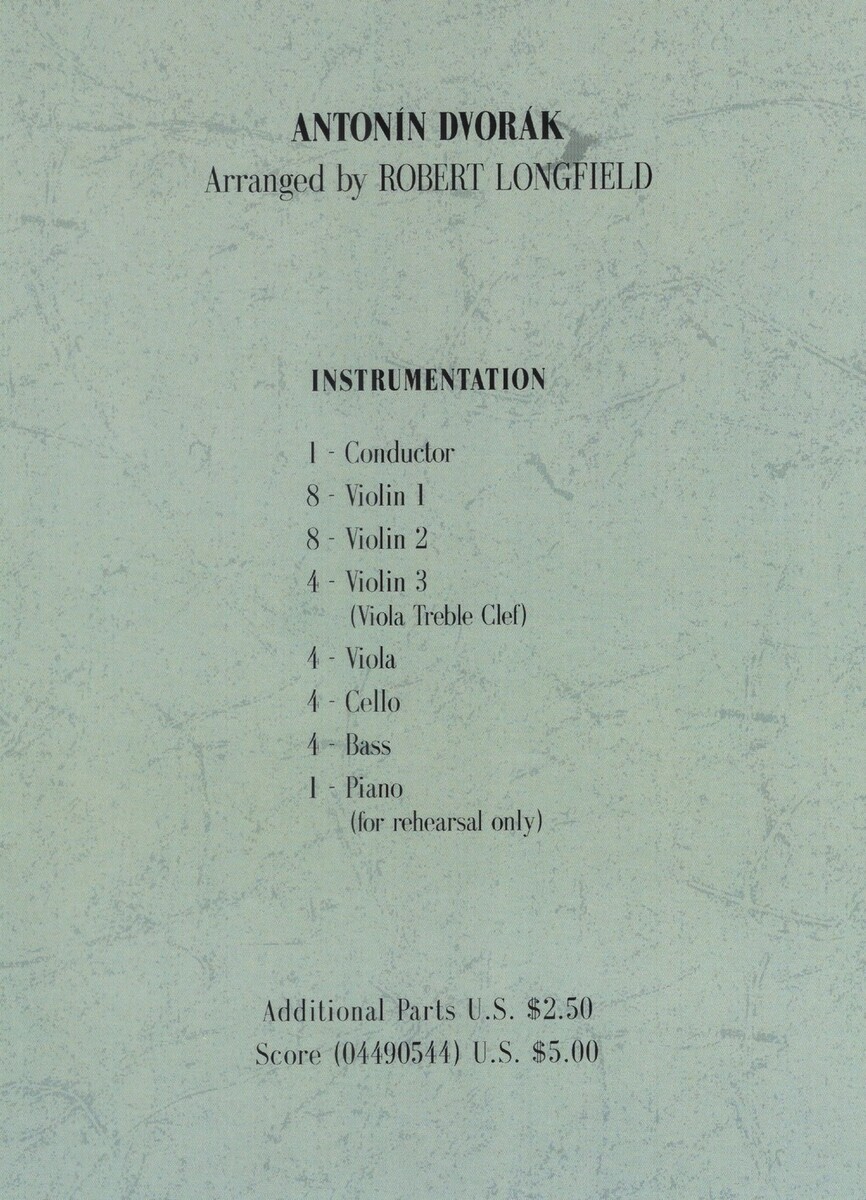 ANTONÍN DVORÁK
Arranged by ROBERT LONGFIELD
INSTRUMENTATION
1 - Conductor
8 - Violin 1
8 - Violin 2
4 - Violin 3
(Viola Treble Clef)
4 - Viola
4 - Cello
4 - Bass
1 - Piano
(for rehearsal only)
Additional Parts U.S. $2.50
Score (04490544) U.S. $5.00